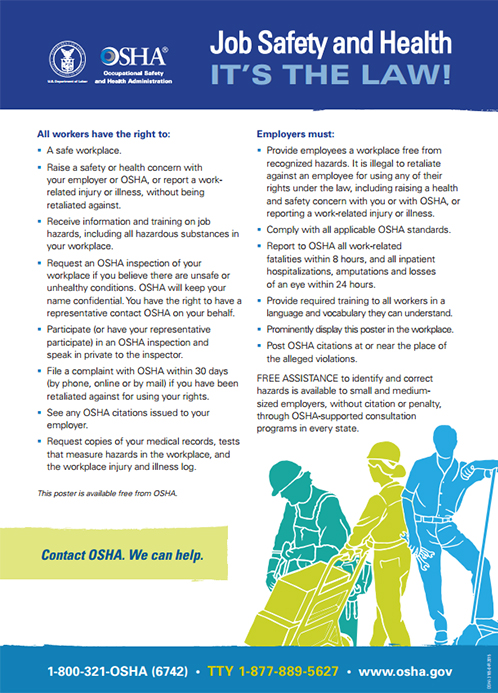 U.S. Department of Labor
OSHA®
Occupational Safety
and Health Administration
Job Safety and Health
IT'S THE LAW!
All workers have the right to:
▪ A safe workplace.
▪ Raise a safety or health concern with
your employer or OSHA, or report a work-
related injury or illness, without being
retaliated against.
▪ Receive information and training on job
hazards, including all hazardous substances in
your workplace.
▪ Request an OSHA inspection of your
workplace if you believe there are unsafe or
unhealthy conditions. OSHA will keep your
name confidential. You have the right to have a
representative contact OSHA on your behalf.
▪ Participate (or have your representative
participate) in an OSHA inspection and
speak in private to the inspector.
▪ File a complaint with OSHA within 30 days
(by phone, online or by mail) if you have been
retaliated against for using your rights.
▪ See any OSHA citations issued to your
employer.
▪ Request copies of your medical records, tests
that measure hazards in the workplace, and
the workplace injury and illness log.
This poster is available free from OSHA.
Contact OSHA. We can help.
Employers must:
▪ Provide employees a workplace free from
recognized hazards. It is illegal to retaliate
against an employee for using any of their
rights under the law, including raising a health
and safety concern with you or with OSHA, or
reporting a work-related injury or illness.
▪ Comply with all applicable OSHA standards.
▪ Report to OSHA all work-related
fatalities within 8 hours, and all inpatient
hospitalizations, amputations and losses
of an eye within 24 hours.
▪ Provide required training to all workers in a
language and vocabulary they can understand.
▪ Prominently display this poster in the workplace.
▪ Post OSHA citations at or near the place of
the alleged violations.
FREE ASSISTANCE to identify and correct
hazards is available to small and medium-
sized employers, without citation or penalty,
through OSHA-supported consultation
programs in every state.
1-800-321-OSHA (6742) • TTY 1-877-889-5627 • www.osha.gov